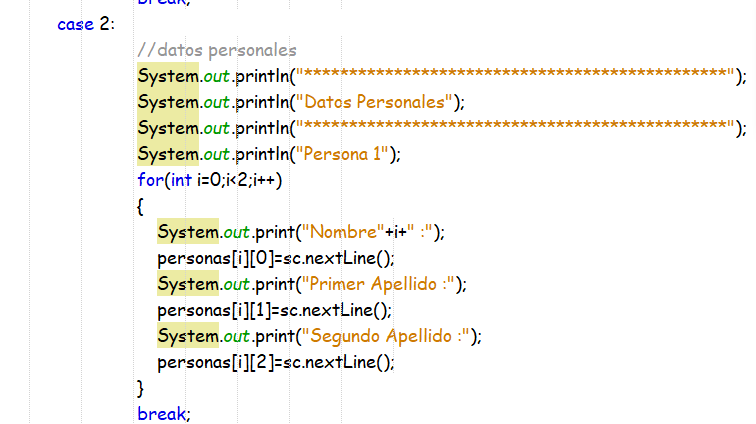 break;
case 2:
//datos personales
System.out.println("***********************************************");
System.out.println("Datos Personales");
System.out.println("***********************************************");
System.out.println("Persona 1");
for(int i=0;i<2;i++)
{
System.out.print("Nombre"+i+" :");
personas[i][0]=sc.nextLine();
System.out.print("Primer Apellido :");
personas[i][1]=sc.nextLine();
System.out.print("Segundo Apellido :");
personas[i][2]=sc.nextLine();
}
break;